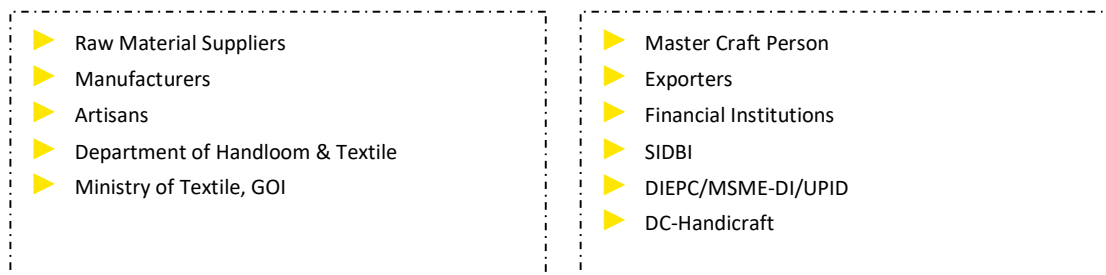 Raw Material Suppliers
Manufacturers
Artisans
Department of Handloom & Textile
Ministry of Textile, GOI
Master Craft Person
Exporters
Financial Institutions
SIDBI
DIEPC/MSME-DI/UPID
DC-Handicraft